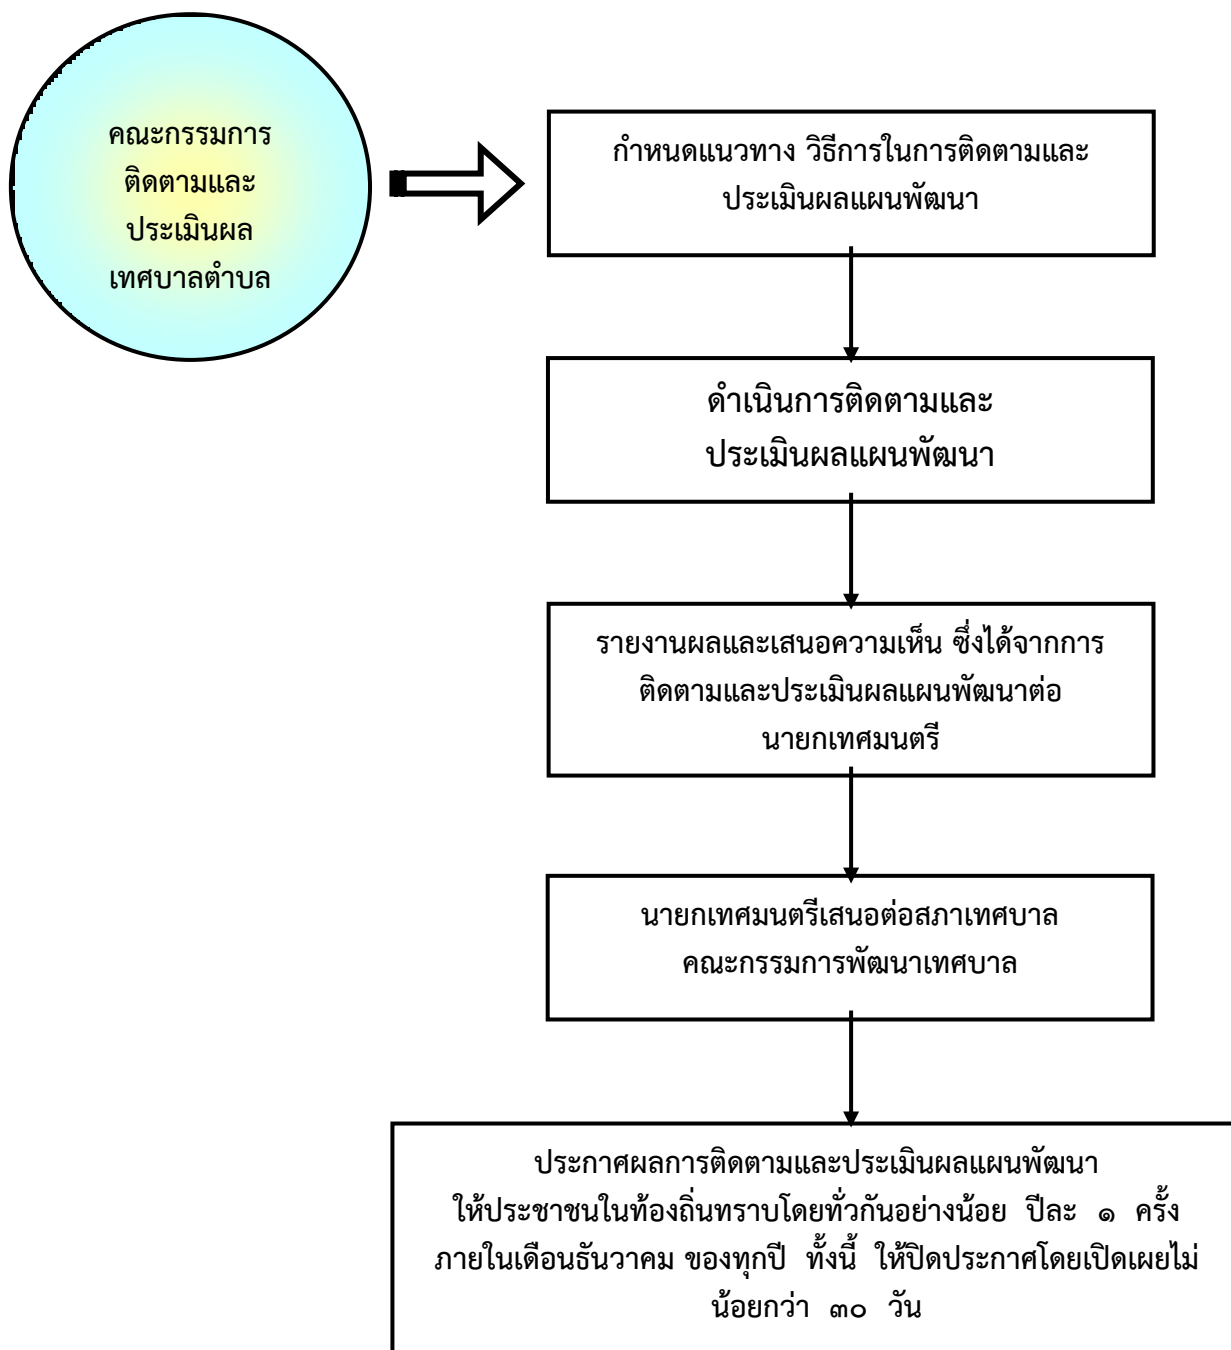 คณะกรรมการ
ติดตามและ
ประเมินผล
เทศบาลตำบล
กำหนดแนวทาง วิธีการในการติดตามและ
ประเมินผลแผนพัฒนา
ดำเนินการติดตามและ
ประเมินผลแผนพัฒนา
รายงานผลและเสนอความเห็น ซึ่งได้จากการ
ติดตามและประเมินผลแผนพัฒนาต่อ
นายกเทศมนตรี
นายกเทศมนตรีเสนอต่อสภาเทศบาล
คณะกรรมการพัฒนาเทศบาล
ประกาศผลการติดตามและประเมินผลแผนพัฒนา
ให้ประชาชนในท้องถิ่นทราบโดยทั่วกันอย่างน้อย ปีละ ๑ ครั้ง
ภายในเดือนธันวาคม ของทุกปี ทั้งนี้ ให้ปิดประกาศโดยเปิดเผยไม่
น้อยกว่า ๓๐ วัน